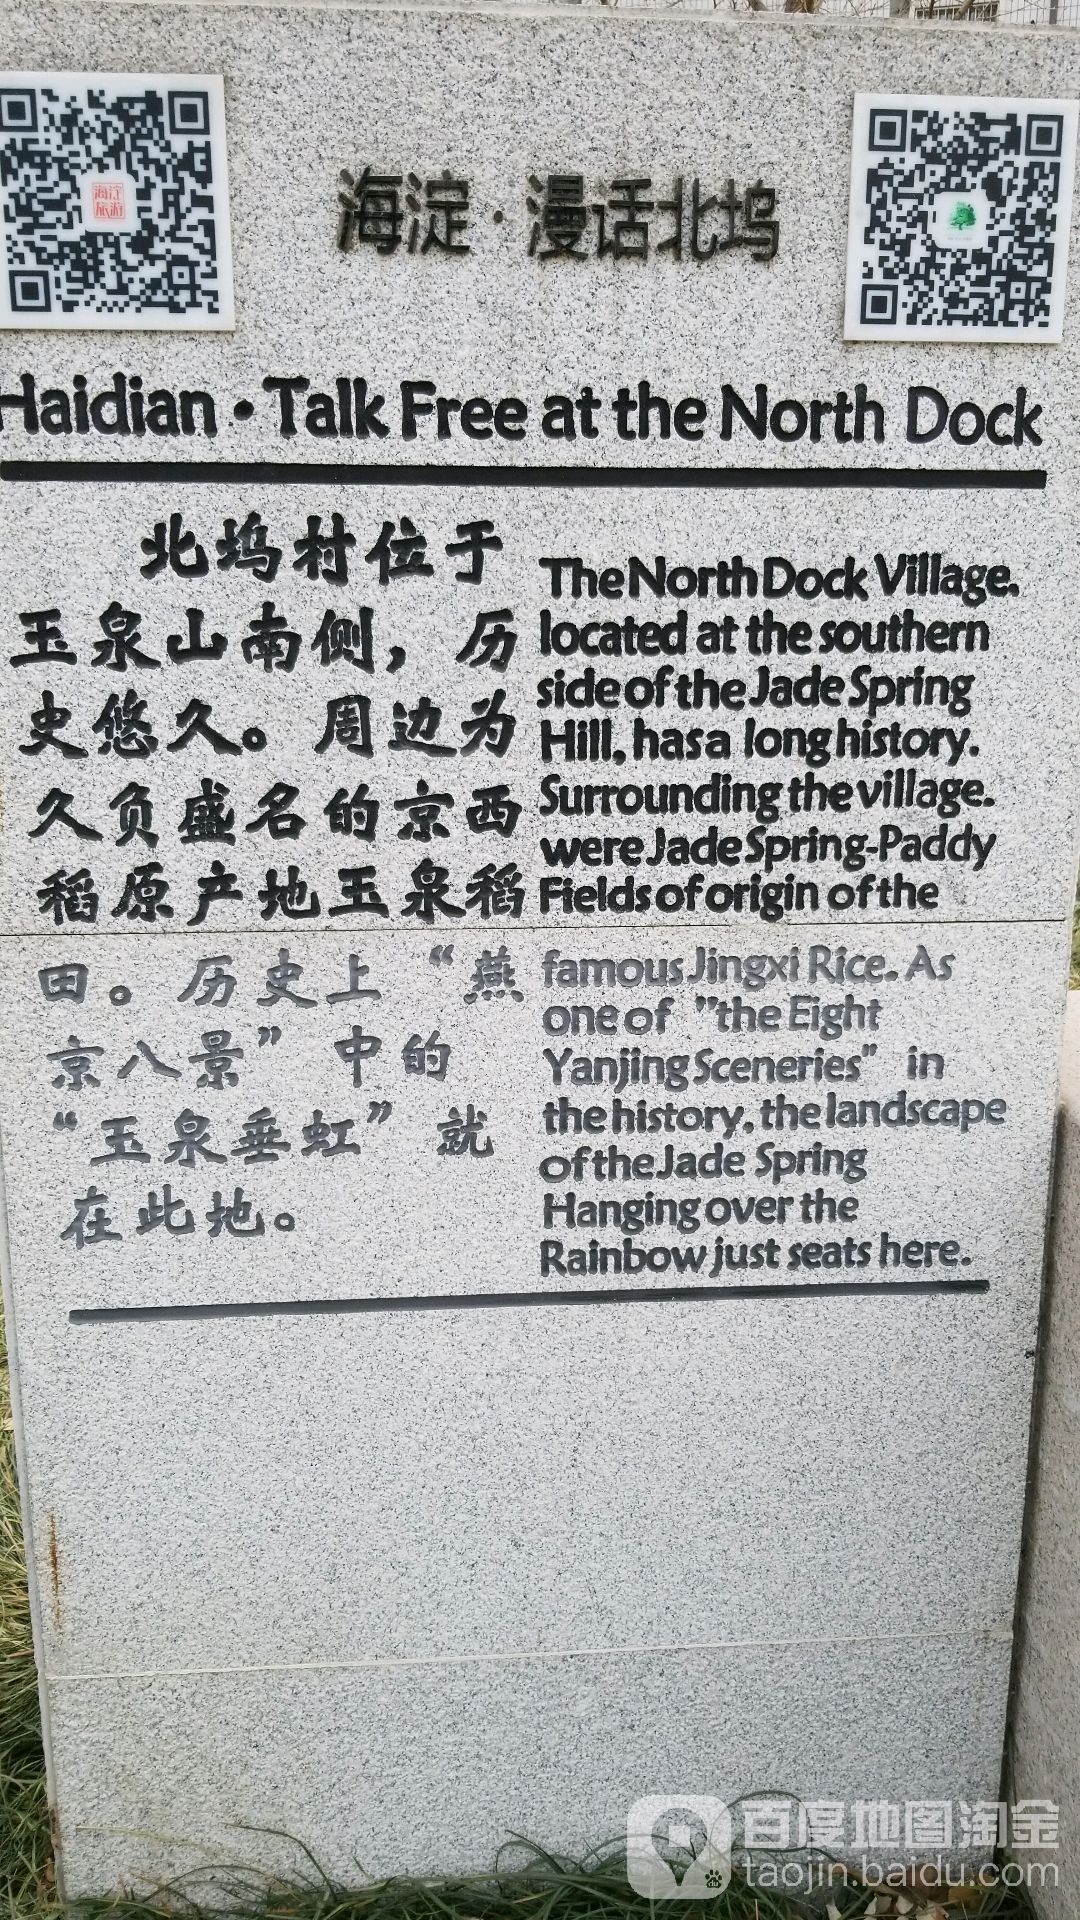 海淀旅游
海淀·漫话北坞
Haidian·Talk Free at the North Dock
北坞村位于
玉泉山南侧，历
史悠久。周边为
久负盛名的京西
稻原产地玉泉稻
田。历史上“燕
京八景”中的
“玉泉垂虹”就
在此地。
The North Dock Village.
located at the southern
side of the Jade Spring
Hill, has a long history.
Surrounding the village.
were Jade Spring-Paddy
Fields of origin of the
famous Jingxi Rice. As
one of "the Eight
Yanjing Sceneries" in
the history. the landscape
of the Jade Spring
Hanging over the
Rainbow just seats here.
百度地图淘金
taojin.baidu.com